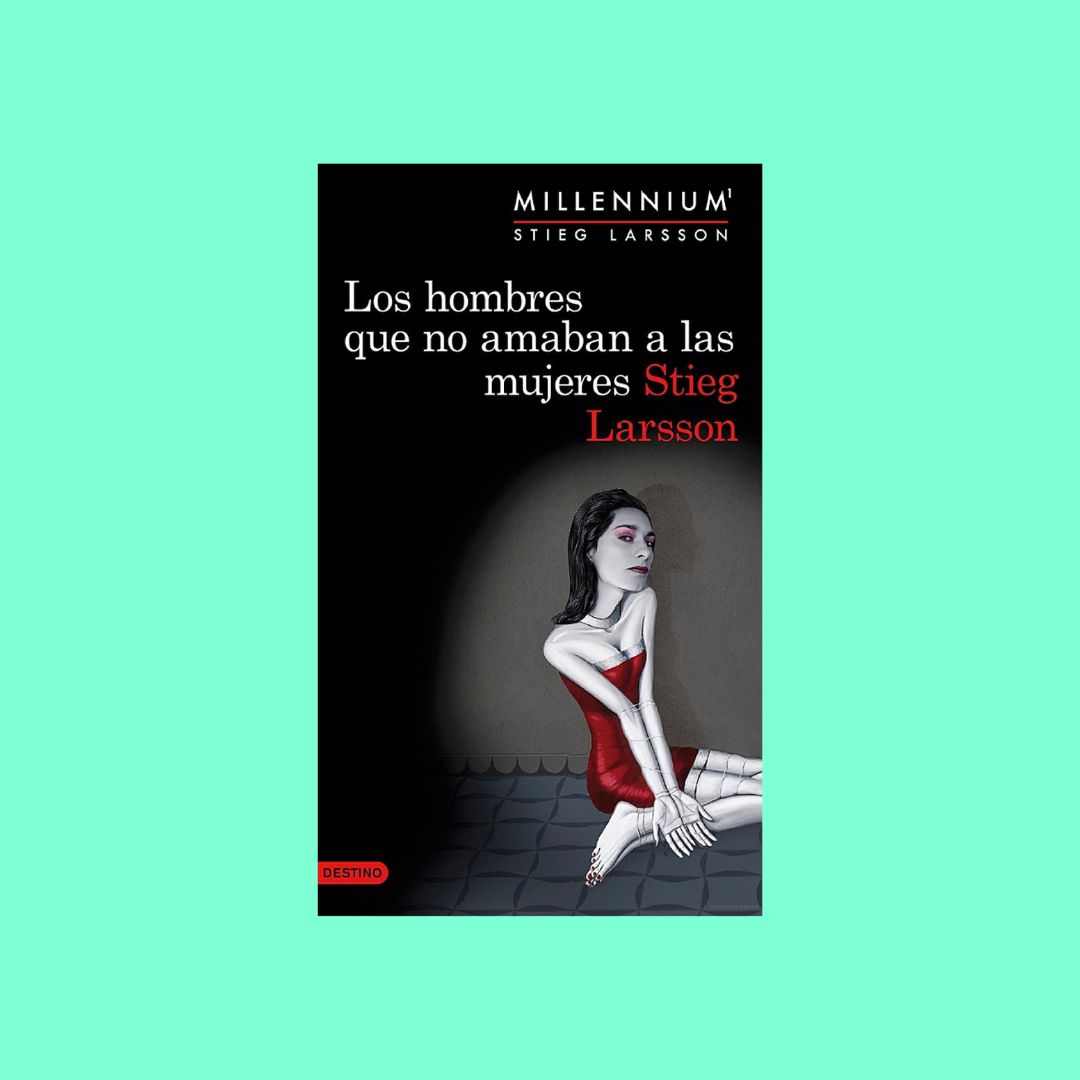 MILLENNIUM¹
STIEG LARSSON
Los hombres
que no amaban a las
mujeres Stieg
Larsson
DESTINO